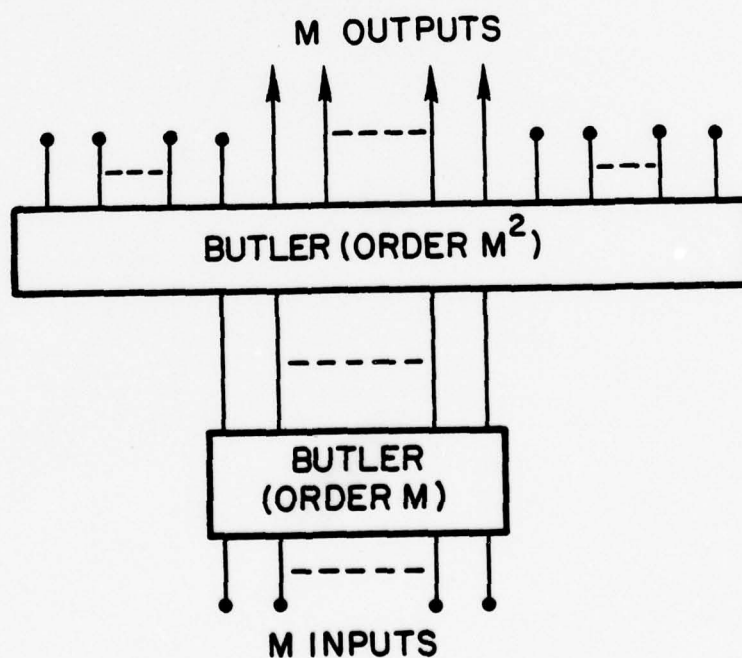 M OUTPUTS
BUTLER (ORDER M²)
BUTLER
(ORDER M)
M INPUTS